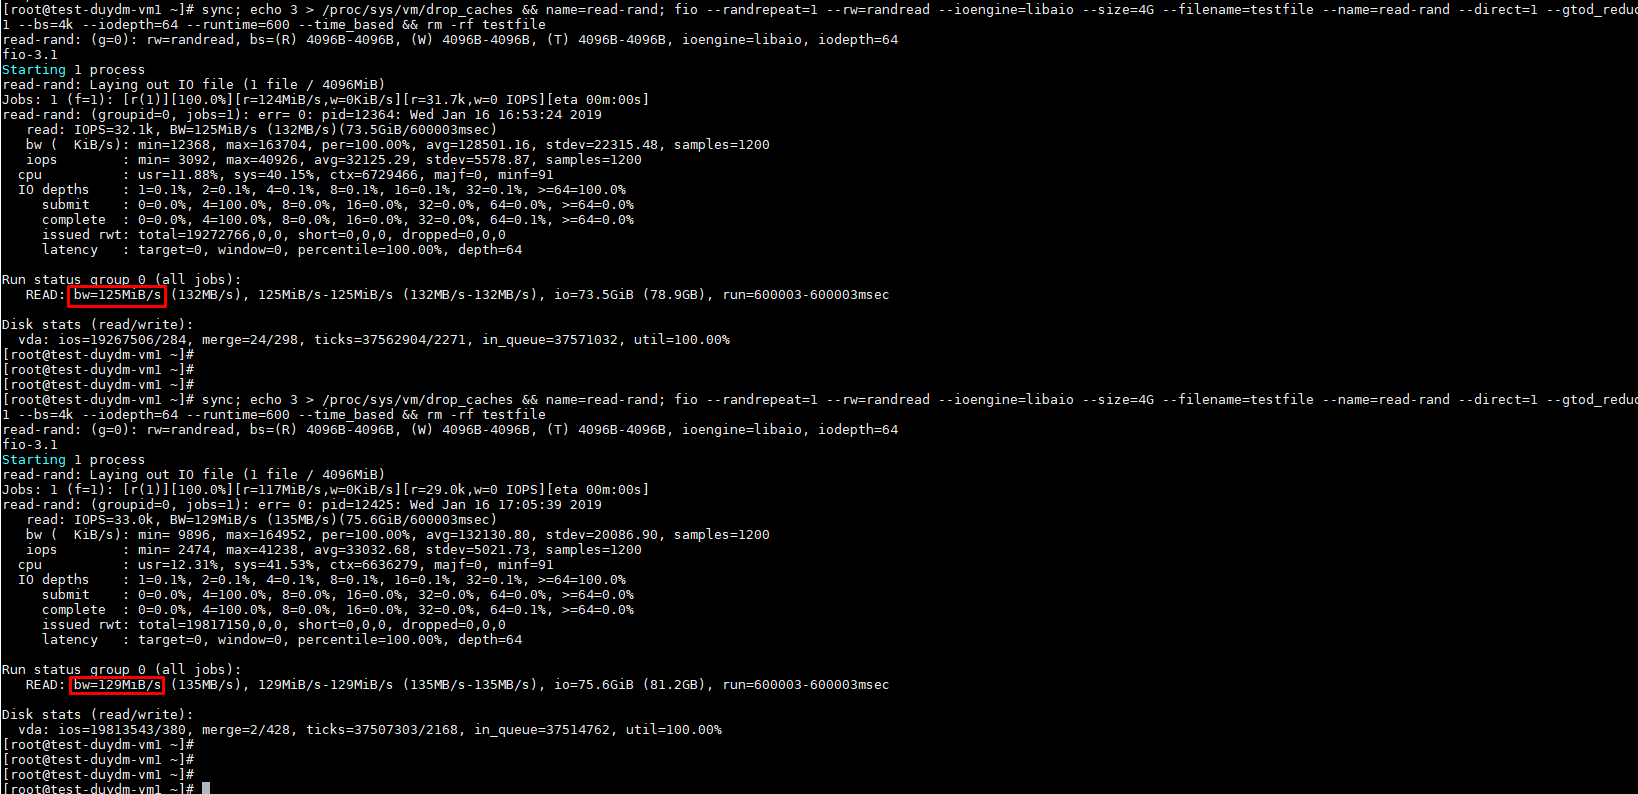 [root@test-duydm-vm1 ~]# sync; echo 3 > /proc/sys/vm/drop_caches && name=read-rand; fio --randrepeat=1 --rw=randread --ioengine=libaio --size=4G --filename=testfile --name=read-rand --direct=1 --gtod_reduc
1 --bs=4k --iodepth=64 --runtime=600 --time_based && rm -rf testfile
read-rand: (g=0): rw=randread, bs=(R) 4096B-4096B, (W) 4096B-4096B, (T) 4096B-4096B, ioengine=libaio, iodepth=64
fio-3.1
Starting 1 process
read-rand: Laying out IO file (1 file / 4096MiB)
Jobs: 1 (f=1): [r(1)][100.0%][r=124MiB/s,w=0KiB/s][r=31.7k,w=0 IOPS][eta 00m:00s]
read-rand: (groupid=0, jobs=1): err= 0: pid=12364: Wed Jan 16 16:53:24 2019
   read: IOPS=32.1k, BW=125MiB/s (132MB/s)(73.5GiB/600003msec)
   bw (  KiB/s): min=12368, max=163704, per=100.00%, avg=128501.16, stdev=22315.48, samples=1200
   iops        : min= 3092, max=40926, avg=32125.29, stdev=5578.87, samples=1200
  cpu          : usr=11.88%, sys=40.15%, ctx=6729466, majf=0, minf=91
  IO depths    : 1=0.1%, 2=0.1%, 4=0.1%, 8=0.1%, 16=0.1%, 32=0.1%, >=64=100.0%
     submit    : 0=0.0%, 4=100.0%, 8=0.0%, 16=0.0%, 32=0.0%, 64=0.0%, >=64=0.0%
     complete  : 0=0.0%, 4=100.0%, 8=0.0%, 16=0.0%, 32=0.0%, 64=0.1%, >=64=0.0%
     issued rwt: total=19272766,0,0, short=0,0,0, dropped=0,0,0
     latency   : target=0, window=0, percentile=100.00%, depth=64
Run status group 0 (all jobs):
   READ: bw=125MiB/s (132MB/s), 125MiB/s-125MiB/s (132MB/s-132MB/s), io=73.5GiB (78.9GB), run=600003-600003msec
Disk stats (read/write):
  vda: ios=19267506/284, merge=24/298, ticks=37562904/2271, in_queue=37571032, util=100.00%
[root@test-duydm-vm1 ~]#
[root@test-duydm-vm1 ~]#
[root@test-duydm-vm1 ~]#
[root@test-duydm-vm1 ~]# sync; echo 3 > /proc/sys/vm/drop_caches && name=read-rand; fio --randrepeat=1 --rw=randread --ioengine=libaio --size=4G --filename=testfile --name=read-rand --direct=1 --gtod_reduc
1 --bs=4k --iodepth=64 --runtime=600 --time_based && rm -rf testfile
read-rand: (g=0): rw=randread, bs=(R) 4096B-4096B, (W) 4096B-4096B, (T) 4096B-4096B, ioengine=libaio, iodepth=64
fio-3.1
Starting 1 process
read-rand: Laying out IO file (1 file / 4096MiB)
Jobs: 1 (f=1): [r(1)][100.0%][r=117MiB/s,w=0KiB/s][r=29.0k,w=0 IOPS][eta 00m:00s]
read-rand: (groupid=0, jobs=1): err= 0: pid=12425: Wed Jan 16 17:05:39 2019
   read: IOPS=33.0k, BW=129MiB/s (135MB/s)(75.6GiB/600003msec)
   bw (  KiB/s): min= 9896, max=164952, per=100.00%, avg=132130.80, stdev=20086.90, samples=1200
   iops        : min= 2474, max=41238, avg=33032.68, stdev=5021.73, samples=1200
  cpu          : usr=12.31%, sys=41.53%, ctx=6636279, majf=0, minf=91
  IO depths    : 1=0.1%, 2=0.1%, 4=0.1%, 8=0.1%, 16=0.1%, 32=0.1%, >=64=100.0%
     submit    : 0=0.0%, 4=100.0%, 8=0.0%, 16=0.0%, 32=0.0%, 64=0.0%, >=64=0.0%
     complete  : 0=0.0%, 4=100.0%, 8=0.0%, 16=0.0%, 32=0.0%, 64=0.1%, >=64=0.0%
     issued rwt: total=19817150,0,0, short=0,0,0, dropped=0,0,0
     latency   : target=0, window=0, percentile=100.00%, depth=64
Run status group 0 (all jobs):
   READ: bw=129MiB/s (135MB/s), 129MiB/s-129MiB/s (135MB/s-135MB/s), io=75.6GiB (81.2GB), run=600003-600003msec
Disk stats (read/write):
  vda: ios=19813543/380, merge=2/428, ticks=37507303/2168, in_queue=37514762, util=100.00%
[root@test-duydm-vm1 ~]#
[root@test-duydm-vm1 ~]#
[root@test-duydm-vm1 ~]#
[root@test-duydm-vm1 ~]#